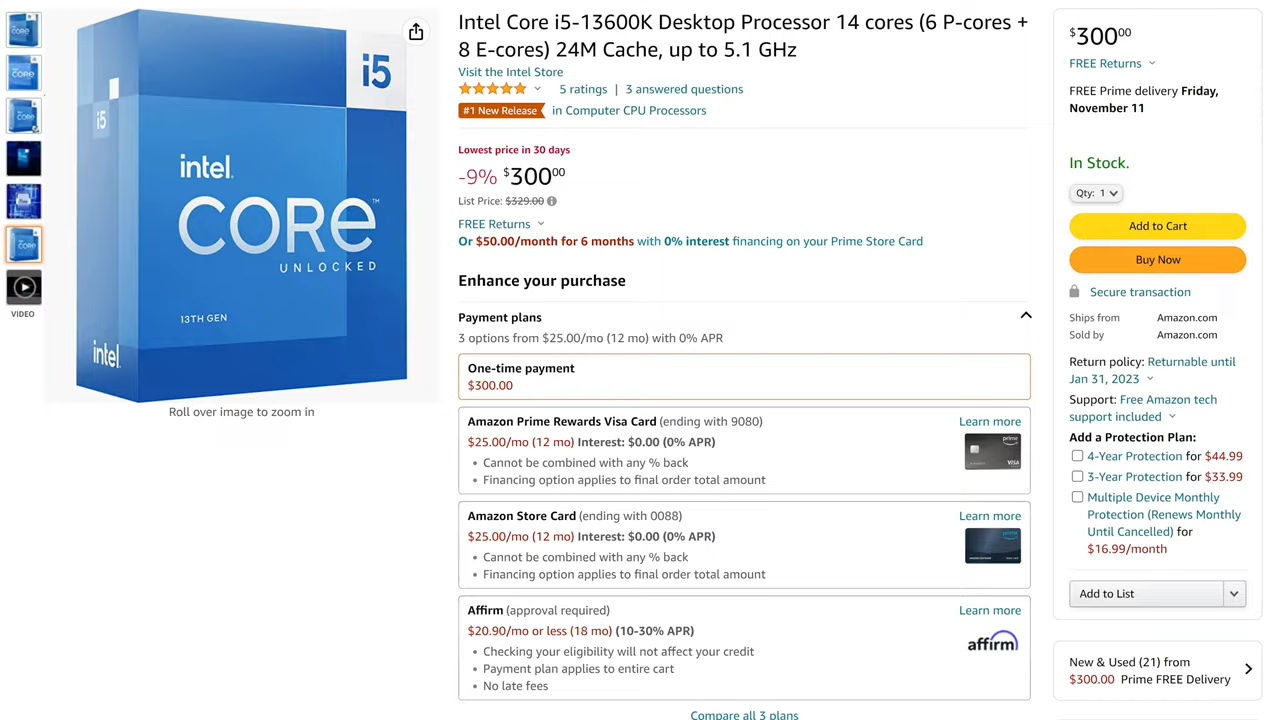 i5
i5
intel.
CORE™
UNLOCKED
13TH GEN
intel.
VIDEO
Roll over image to zoom in
Intel Core i5-13600K Desktop Processor 14 cores (6 P-cores +
8 E-cores) 24M Cache, up to 5.1 GHz
Visit the Intel Store
5 ratings | 3 answered questions
#1 New Release in Computer CPU Processors
Lowest price in 30 days
-9% $300⁰⁰
List Price: $329.00
FREE Returns
Or $50.00/month for 6 months with 0% interest financing on your Prime Store Card
Enhance your purchase
Payment plans
3 options from $25.00/mo (12 mo) with 0% APR
One-time payment
$300.00
Amazon Prime Rewards Visa Card (ending with 9080) Learn more
$25.00/mo (12 mo) Interest: $0.00 (0% APR)
prime
VISA
• Cannot be combined with any % back
• Financing option applies to final order total amount
Amazon Store Card (ending with 0088) Learn more
$25.00/mo (12 mo) Interest: $0.00 (0% APR)
• Cannot be combined with any % back
• Financing option applies to final order total amount
Affirm (approval required) Learn more
$20.90/mo or less (18 mo) (10-30% APR)
affirm
• Checking your eligibility will not affect your credit
• Payment plan applies to entire cart
• No late fees
Compare all 3 plans
$300⁰⁰
FREE Returns
FREE Prime delivery Friday,
November 11
In Stock.
Qty: 1
Add to Cart
Buy Now
Secure transaction
Ships from Amazon.com
Sold by Amazon.com
Return policy: Returnable until
Jan 31, 2023
Support: Free Amazon tech
support included
Add a Protection Plan:
4-Year Protection for $44.99
3-Year Protection for $33.99
Multiple Device Monthly
Protection (Renews Monthly
Until Cancelled) for
$16.99/month
Add to List
New & Used (21) from
$300.00 Prime FREE Delivery